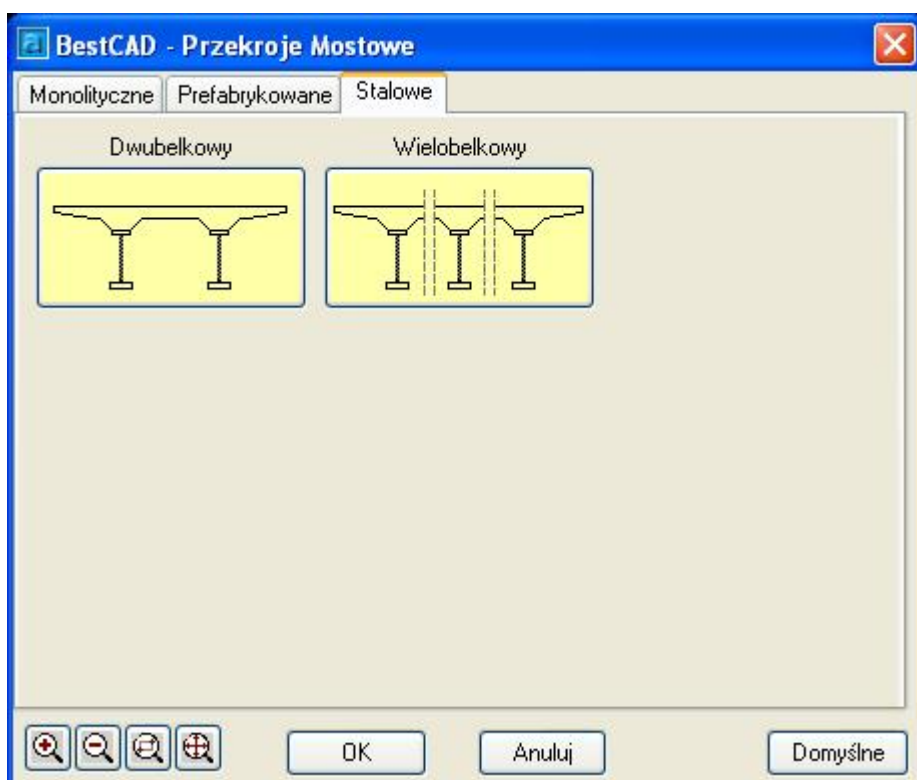 BestCAD - Przekroje Mostowe
Monolityczne Prefabrykowane Stalowe
Dwubelkowy Wielobelkowy
OK Anuluj Domyślne